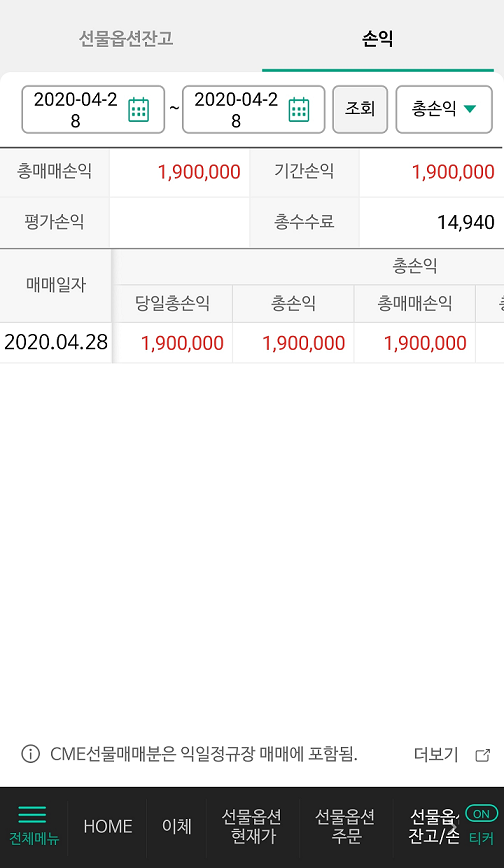 선물옵션잔고 손익
2020-04-2
8
~
2020-04-2
8
조회 총손익
총매매손익 1,900,000 기간손익 1,900,000
평가손익 총수수료 14,940
매매일자 총손익
당일총손익 총손익 총매매손익
2020.04.28 1,900,000 1,900,000 1,900,000
CME선물매매분은 익일정규장 매매에 포함됨. 더보기
전체메뉴 HOME 이체
선물옵션
현재가
선물옵션
주문
선물옵
잔고/손
ON
티커